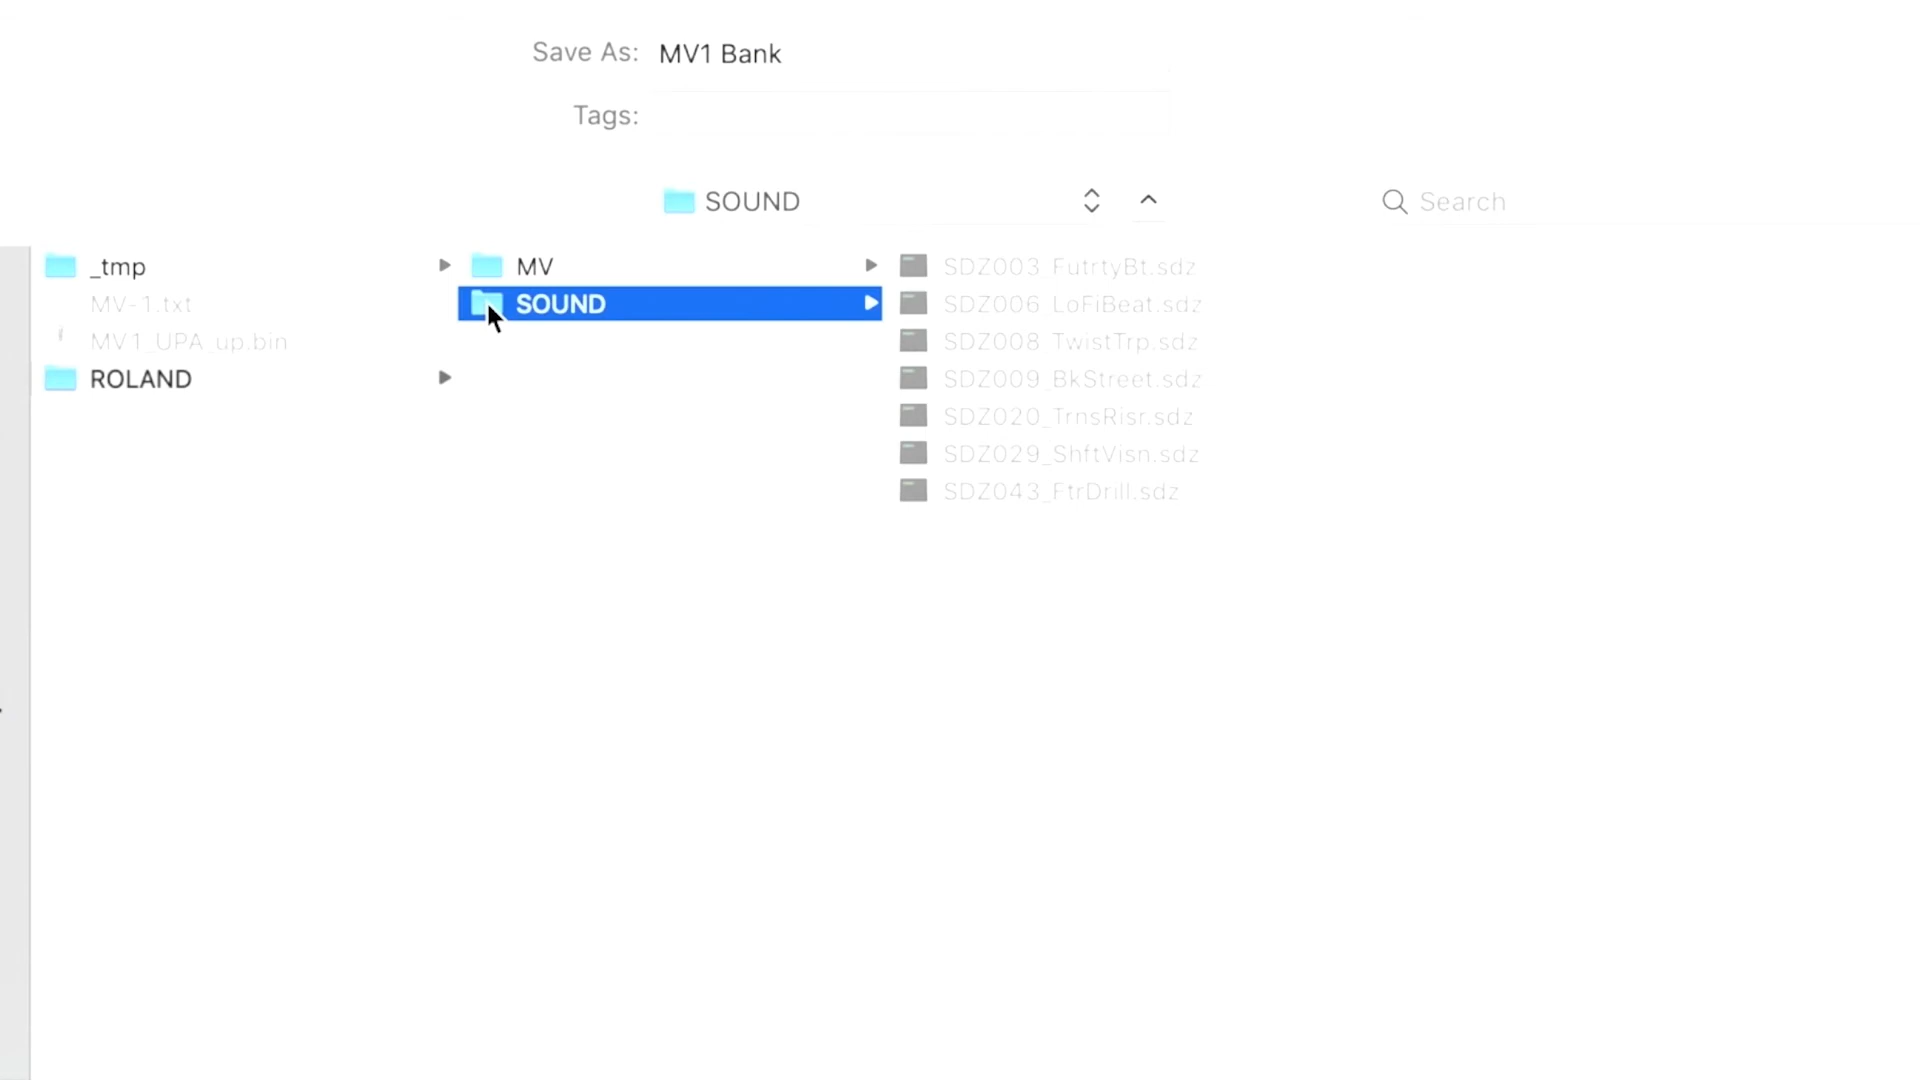 Save As: MV1 Bank
Tags:
SOUND
Search
_tmp
MV-1.txt
MV1_UPA_up.bin
ROLAND
MV
SOUND
SDZ003_FutrtyBt.sdz
SDZ006_LoFiBeat.sdz
SDZ008_TwistTrp.sdz
SDZ009_BkStreet.sdz
SDZ020_TrnsRisr.sdz
SDZ029_ShftVisn.sdz
SDZ043_FtrDrill.sdz